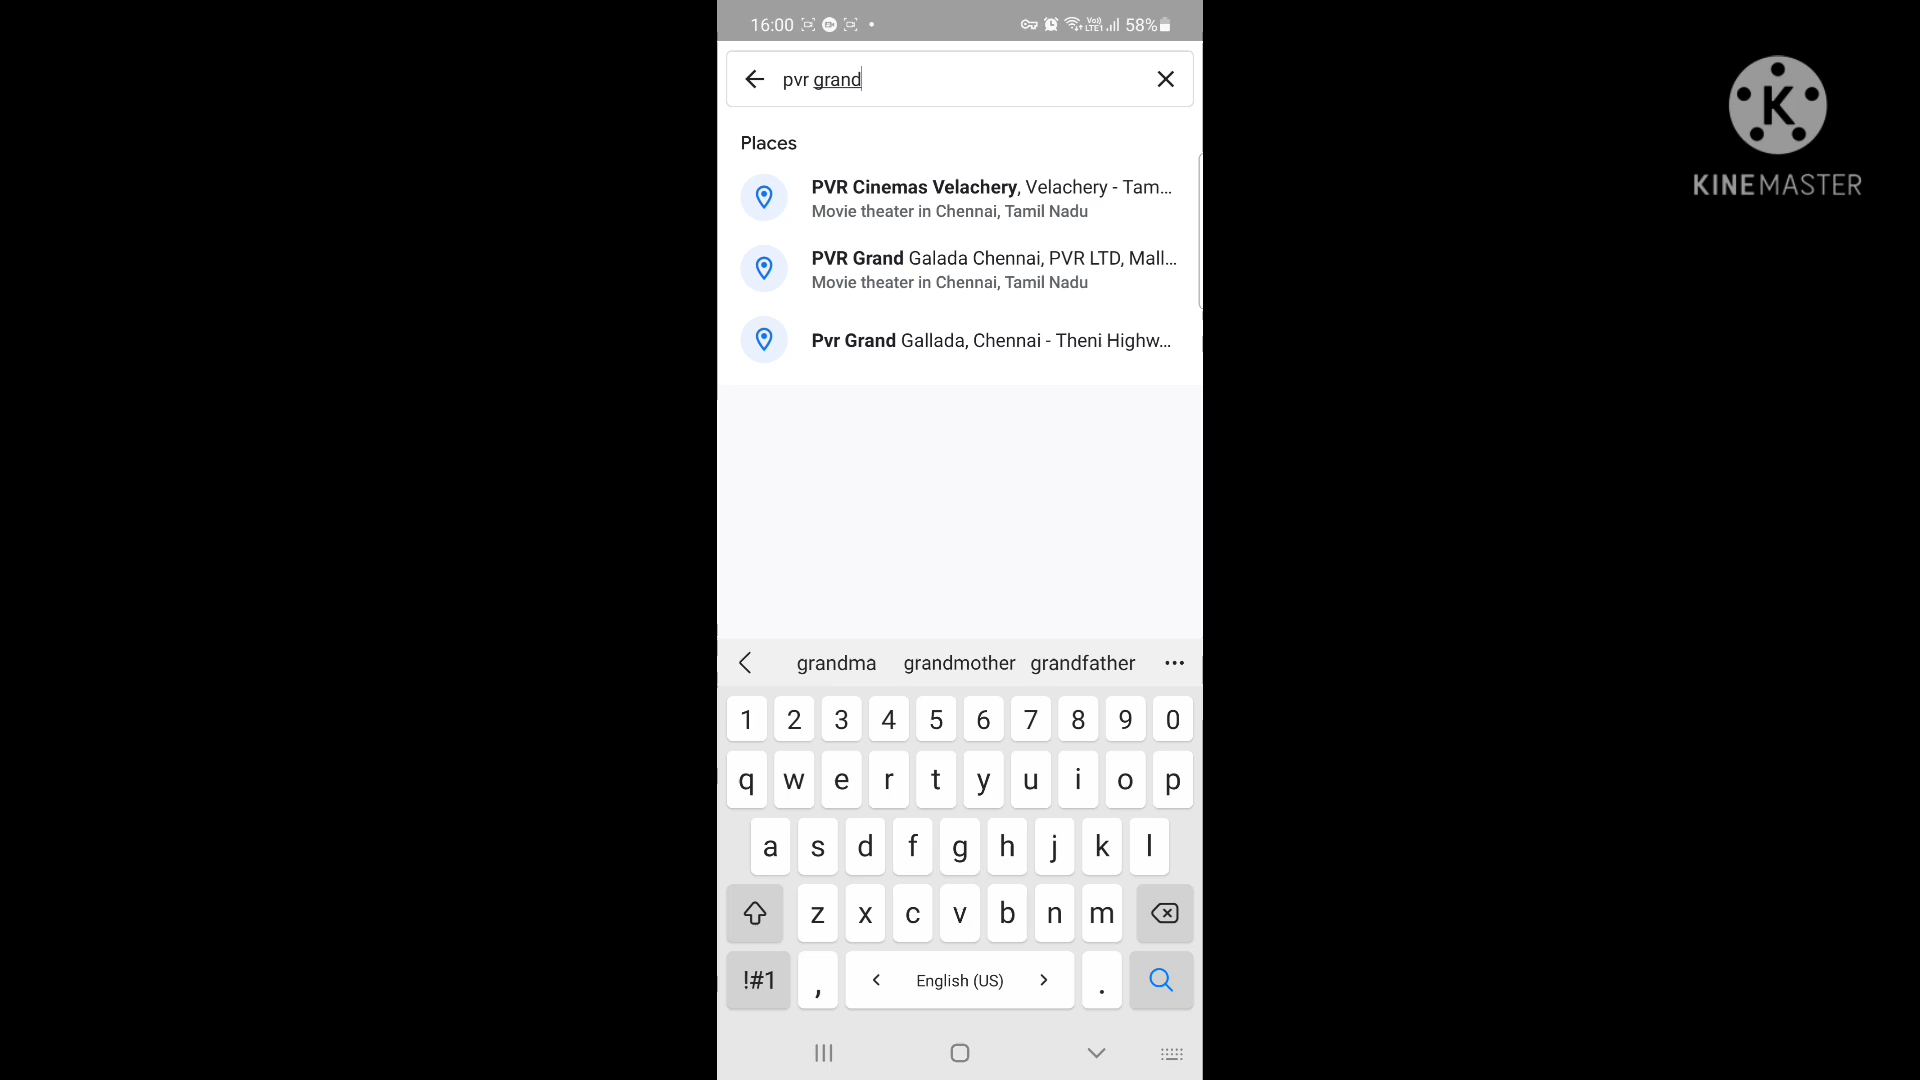 16:00 58%
pvr grand
KINEMASTER
Places
PVR Cinemas Velachery, Velachery - Tam...
Movie theater in Chennai, Tamil Nadu
PVR Grand Galada Chennai, PVR LTD, Mall...
Movie theater in Chennai, Tamil Nadu
Pvr Grand Gallada, Chennai - Theni Highw...
grandma grandmother grandfather ...
1 2 3 4 5 6 7 8 9 0
q w e r t y u i o p
a s d f g h j k l
z x c v b n m
!#1 , < English (US) > .